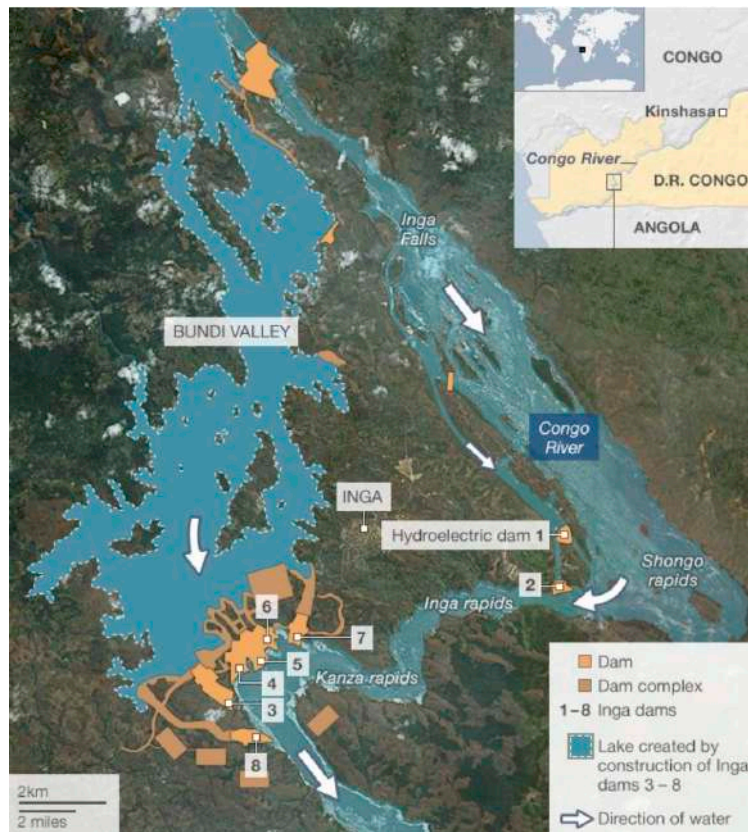 CONGO
Kinshasa
Congo River
D.R. CONGO
ANGOLA
Inga
Falls
BUNDI VALLEY
Congo
River
INGA
Hydroelectric dam 1
Shongo
rapids
2
Inga rapids
6
7
5
4
Kanza rapids
3
8
Dam
Dam complex
1–8 Inga dams
Lake created by
construction of Inga
dams 3 – 8
Direction of water
2km
2 miles